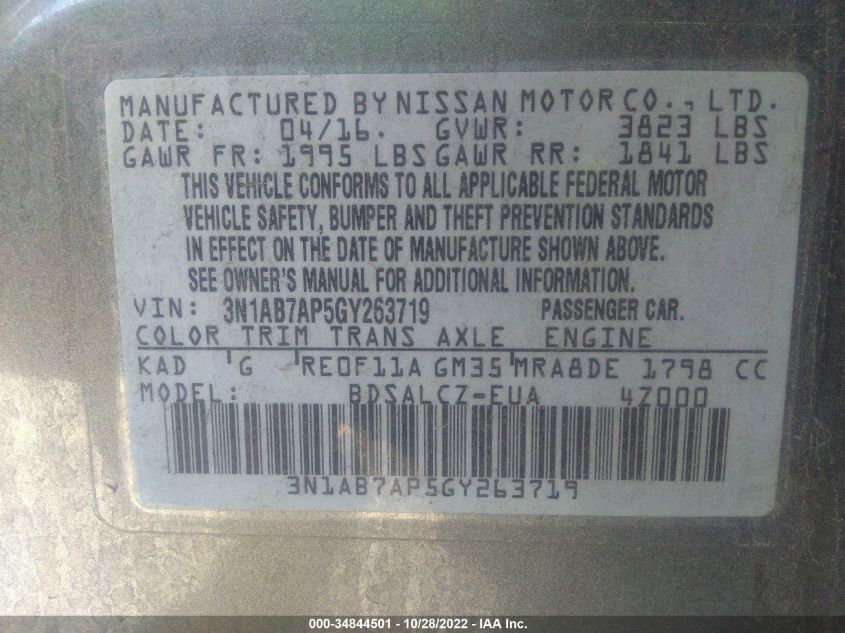 MANUFACTURED BY NISSAN MOTOR CO., LTD.
DATE: 04/16. GVWR: 3823 LBS
GAWR FR: 1995 LBS GAWR RR: 1841 LBS
THIS VEHICLE CONFORMS TO ALL APPLICABLE FEDERAL MOTOR
VEHICLE SAFETY, BUMPER AND THEFT PREVENTION STANDARDS
IN EFFECT ON THE DATE OF MANUFACTURE SHOWN ABOVE.
SEE OWNER'S MANUAL FOR ADDITIONAL INFORMATION.
VIN: 3N1AB7AP5GY263719 PASSENGER CAR.
COLOR TRIM TRANS AXLE ENGINE
KAD G RE0F11A GM35 MRA8DE 1798 CC
MODEL: BDSALCZ-EUA 47000
3N1AB7AP5GY263719
000-34844501 - 10/28/2022 - IAA Inc.